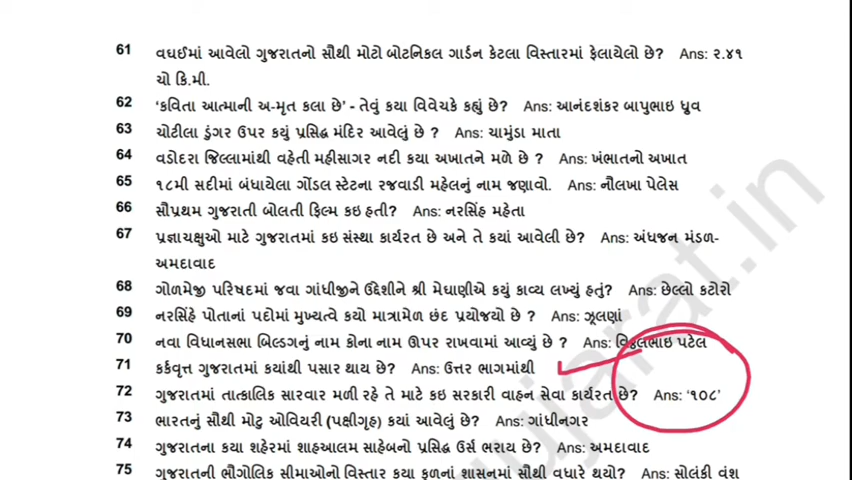 61 વઘઈમાં આવેલો ગુજરાતનો સૌથી મોટો બોટનિકલ ગાર્ડન કેટલા વિસ્તારમાં ફેલાયેલો છે? Ans: ૨.૪૧
ચો કિ.મી.
62 ‘કવિતા આત્માની અ-મૃત કલા છે’ - તેવું કયા વિવેચકે કહ્યું છે? Ans: આનંદશંકર બાપુભાઇ ધ્રુવ
63 ચોટીલા ડુંગર ઉપર કયું પ્રસિદ્ધ મંદિર આવેલું છે ? Ans: ચામુંડા માતા
64 વડોદરા જિલ્લામાંથી વહેતી મહીસાગર નદી કયા અખાતને મળે છે ? Ans: ખંભાતનો અખાત
65 ૧૮મી સદીમાં બંધાયેલા ગોંડલ સ્ટેટના રજવાડી મહેલનું નામ જણાવો. Ans: નૌલખા પેલેસ
66 સૌપ્રથમ ગુજરાતી બોલતી ફિલ્મ કઇ હતી? Ans: નરસિંહ મહેતા
67 પ્રજ્ઞાચક્ષુઓ માટે ગુજરાતમાં કઇ સંસ્થા કાર્યરત છે અને તે કયાં આવેલી છે? Ans: અંધજન મંડળ-
અમદાવાદ
68 ગોળમેજી પરિષદમાં જવા ગાંધીજીને ઉદ્દેશીને શ્રી મેઘાણીએ કયું કાવ્ય લખ્યું હતું? Ans: છેલ્લો કટોરો
69 નરસિંહે પોતાનાં પદોમાં મુખ્યત્વે કયો માત્રામેળ છંદ પ્રયોજયો છે ? Ans: ઝૂલણાં
70 નવા વિધાનસભા બિલ્ડિંગનું નામ કોના નામ ઊપર રાખવામાં આવ્યું છે ? Ans: વિઠ્ઠલભાઇ પટેલ
71 કર્કવૃત્ત ગુજરાતમાં કયાંથી પસાર થાય છે? Ans: ઉત્તર ભાગમાંથી
72 ગુજરાતમાં તાત્કાલિક સારવાર મળી રહે તે માટે કઇ સરકારી વાહન સેવા કાર્યરત છે? Ans: ‘૧૦૮’
73 ભારતનું સૌથી મોટુ ઓવિયરી (પક્ષીગૃહ) કયાં આવેલું છે? Ans: ગાંધીનગર
74 ગુજરાતના કયા શહેરમાં શાહઆલમ સાહેબનો પ્રસિદ્ધ ઉર્સ ભરાય છે? Ans: અમદાવાદ
75 ગુજરાતની ભૌગોલિક સીમાઓનો વિસ્તાર કયા કુળનાં શાસનમાં સૌથી વધારે થયો? Ans: સોલંકી વંશ